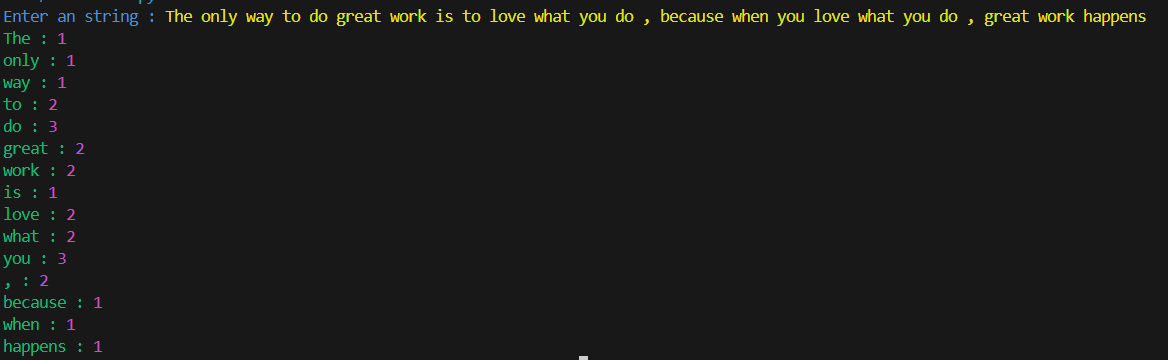 Enter an string : The only way to do great work is to love what you do , because when you love what you do , great work happens
The : 1
only : 1
way : 1
to : 2
do : 3
great : 2
work : 2
is : 1
love : 2
what : 2
you : 3
, : 2
because : 1
when : 1
happens : 1